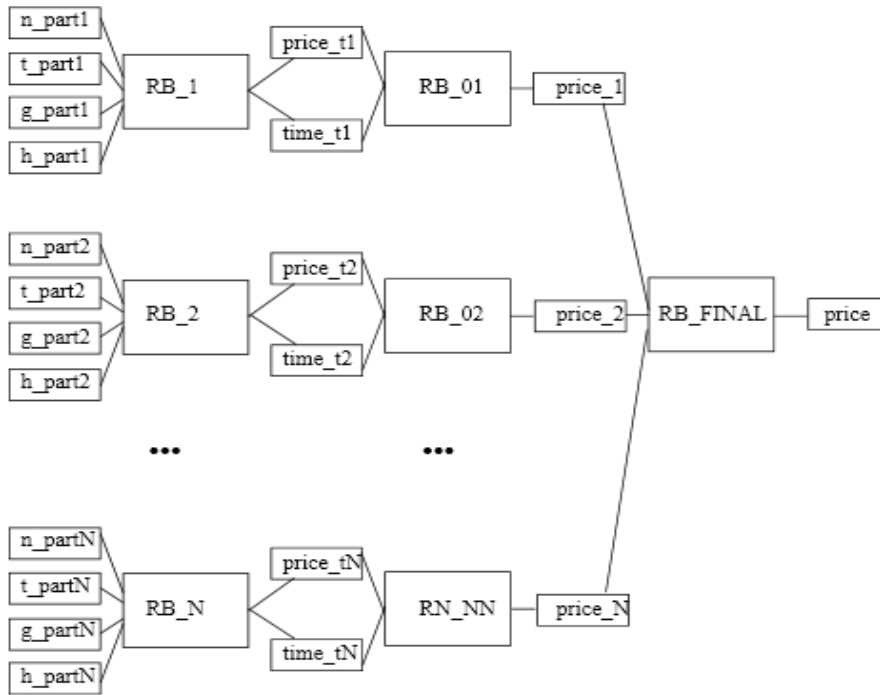 n_part1
t_part1
g_part1
h_part1
RB_1
price_t1
time_t1
RB_01
price_1
n_part2
t_part2
g_part2
h_part2
RB_2
price_t2
time_t2
RB_02
price_2
RB_FINAL
price
...
...
n_partN
t_partN
g_partN
h_partN
RB_N
price_tN
time_tN
RN_NN
price_N